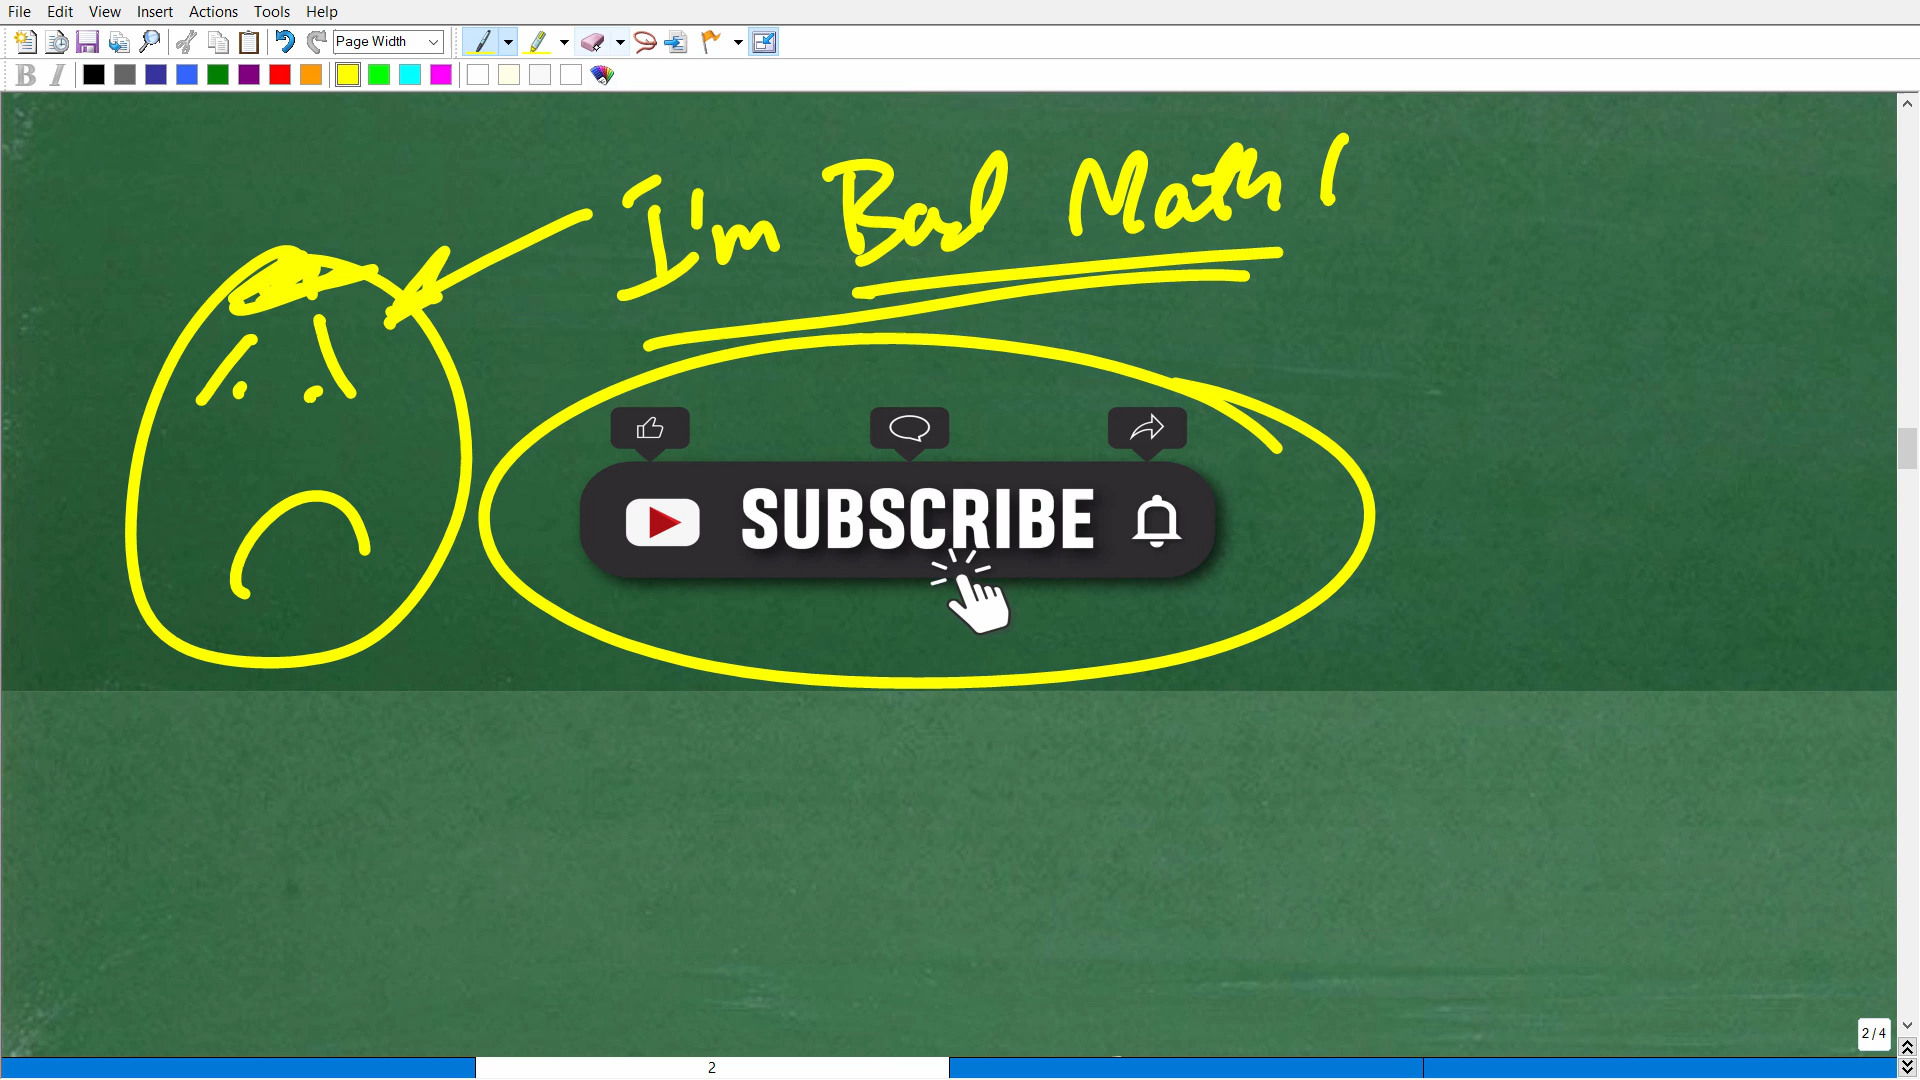 File Edit View Insert Actions Tools Help
Page Width
B I
I'm Bad Math !
SUBSCRIBE
2 / 4
2